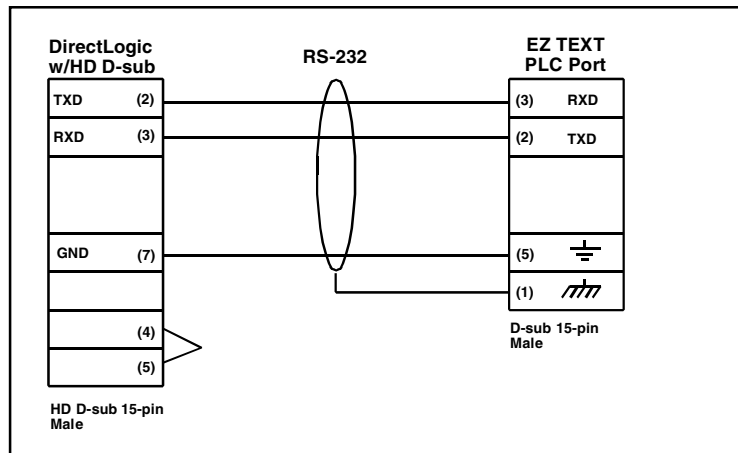 DirectLogic
w/HD D-sub
RS-232
EZ TEXT
PLC Port
TXD (2)
(3) RXD
RXD (3)
(2) TXD
GND (7)
(5)
(1)
(4)
(5)
D-sub 15-pin
Male
HD D-sub 15-pin
Male